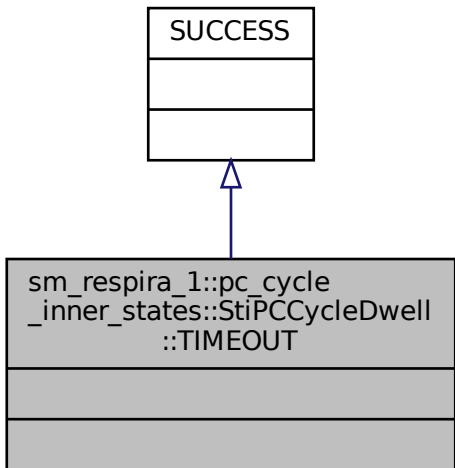 SUCCESS
sm_respira_1::pc_cycle
_inner_states::StiPCCycleDwell
::TIMEOUT